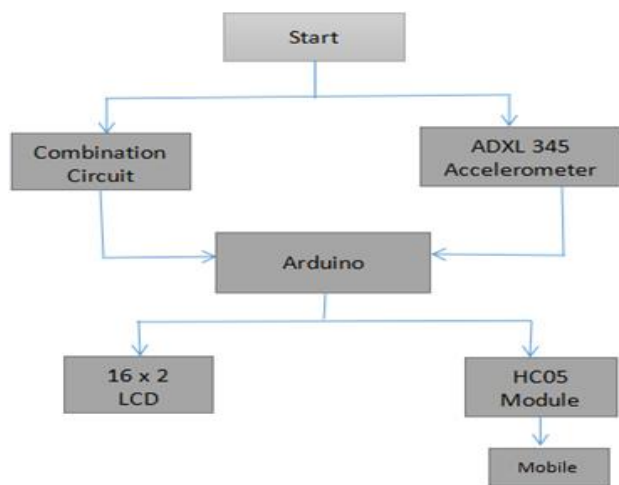 Start
Combination
Circuit
ADXL 345
Accelerometer
Arduino
16 x 2
LCD
HC05
Module
Mobile